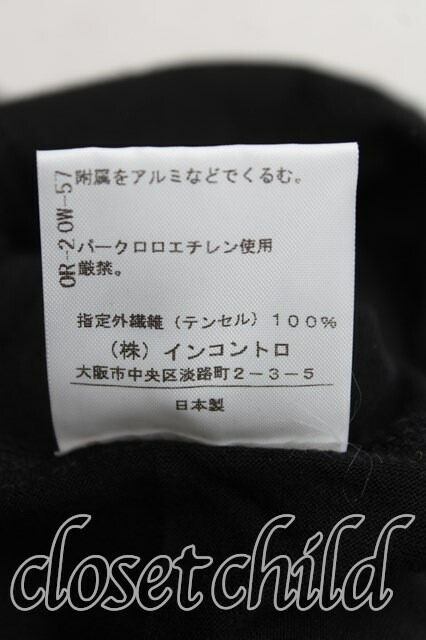 附属をアルミなどでくるむ。
パークロロエチレン使用
厳禁。
指定外繊維（テンセル）１００％
（株）インコントロ
大阪市中央区淡路町２－３－５
日本製
OR-20W-57
closetchild